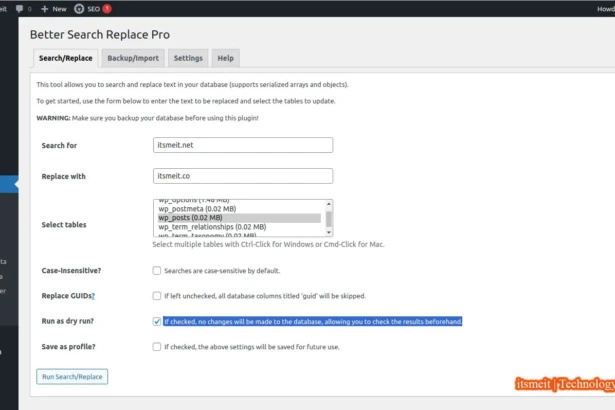 eit 0 + New SEO 1 Howd
Better Search Replace Pro
Search/Replace Backup/Import Settings Help
This tool allows you to search and replace text in your database (supports serialized arrays and objects).
To get started, use the form below to enter the text to be replaced and select the tables to update.
WARNING: Make sure you backup your database before using this plugin!
Search for itsmeit.net
Replace with itsmeit.co
wp_options (1.48 MB)
wp_postmeta (0.02 MB)
wp_posts (0.02 MB)
Select tables
wp_term_relationships (0.02 MB)
wp_term_taxonomy (0.02 MB)
Select multiple tables with Ctrl-Click for Windows or Cmd-Click for Mac.
Case-Insensitive? Searches are case-sensitive by default.
ta
a
Replace GUIDs? If left unchecked, all database columns titled 'guid' will be skipped.
er
Run as dry run? If checked, no changes will be made to the database, allowing you to check the results beforehand.
Save as profile? If checked, the above settings will be saved for future use.
Run Search/Replace
itsmeit | Technology